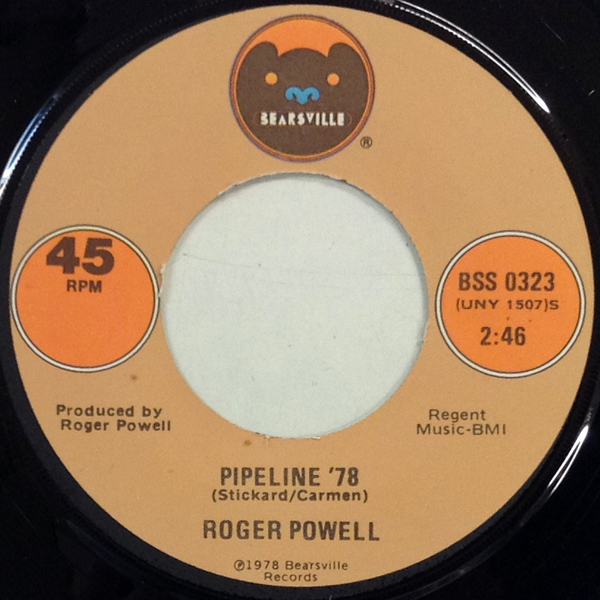 BEARSVILLE
®
45
RPM
BSS 0323
(UNY 1507)S
2:46
Produced by
Roger Powell
Regent
Music-BMI
PIPELINE '78
(Stickard/Carmen)
ROGER POWELL
℗1978 Bearsville
Records